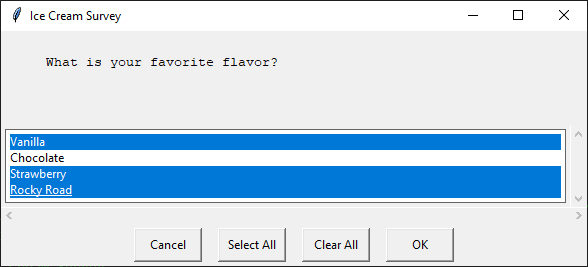 Ice Cream Survey
What is your favorite flavor?
Vanilla
Chocolate
Strawberry
Rocky Road
Cancel Select All Clear All OK